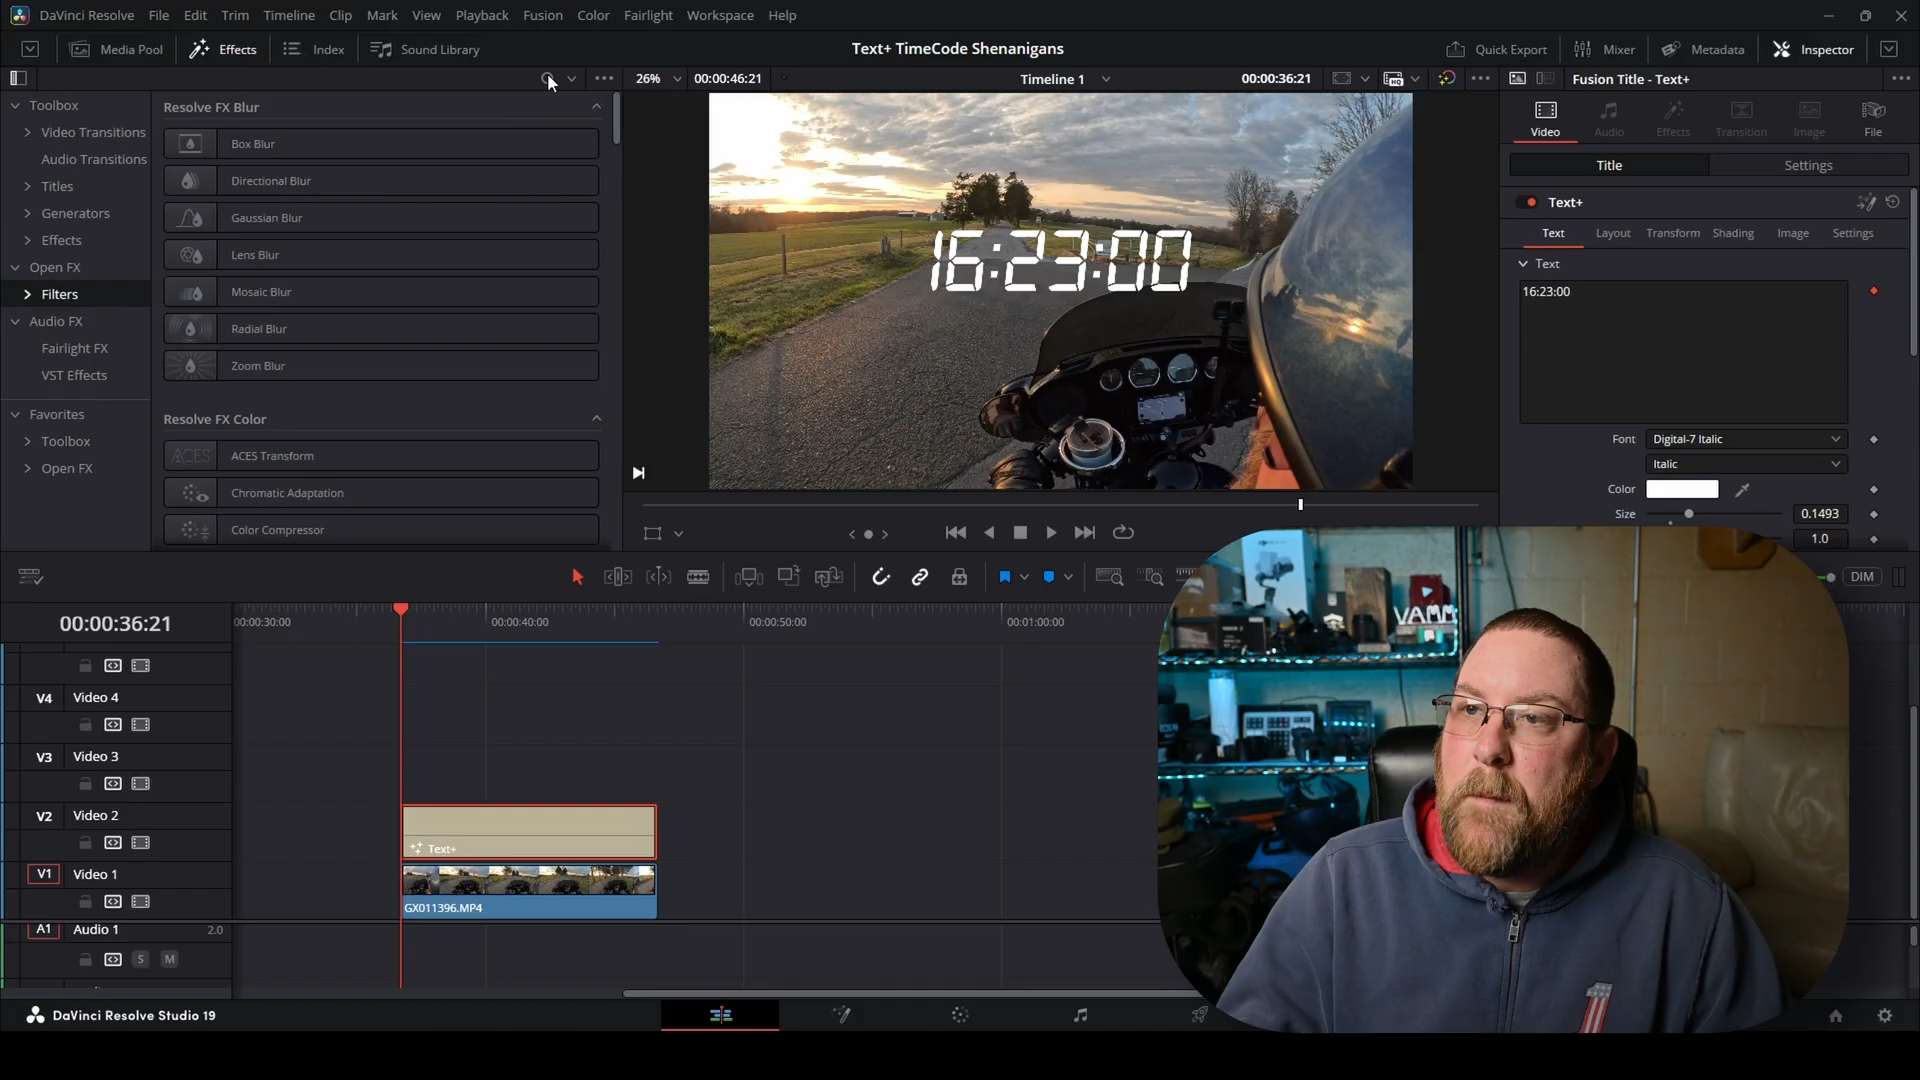 DaVinci Resolve File Edit Trim Timeline Clip Mark View Playback Fusion Color Fairlight Workspace Help
Media Pool Effects Index Sound Library Text+ TimeCode Shenanigans Quick Export Mixer Metadata Inspector
26% 00:00:46:21 Timeline 1 00:00:36:21 Fusion Title - Text+
Toolbox
Video Transitions
Audio Transitions
Titles
Generators
Effects
Open FX
Filters
Audio FX
Fairlight FX
VST Effects
Favorites
Toolbox
Open FX
Resolve FX Blur
Box Blur
Directional Blur
Gaussian Blur
Lens Blur
Mosaic Blur
Radial Blur
Zoom Blur
Resolve FX Color
ACES ACES Transform
Chromatic Adaptation
Color Compressor
16:23:00
Video Audio Effects Transition Image File
Title Settings
Text+
Text Layout Transform Shading Image Settings
Text
16:23:00
Font Digital-7 Italic
Italic
Color
Size 0.1493
1.0
DIM
00:00:36:21 00:00:30:00 00:00:40:00 00:00:50:00 00:01:00:00
V4 Video 4
V3 Video 3
V2 Video 2
Text+
V1 Video 1
GX011396.MP4
A1 Audio 1 2.0
S M
VAMM
1
DaVinci Resolve Studio 19